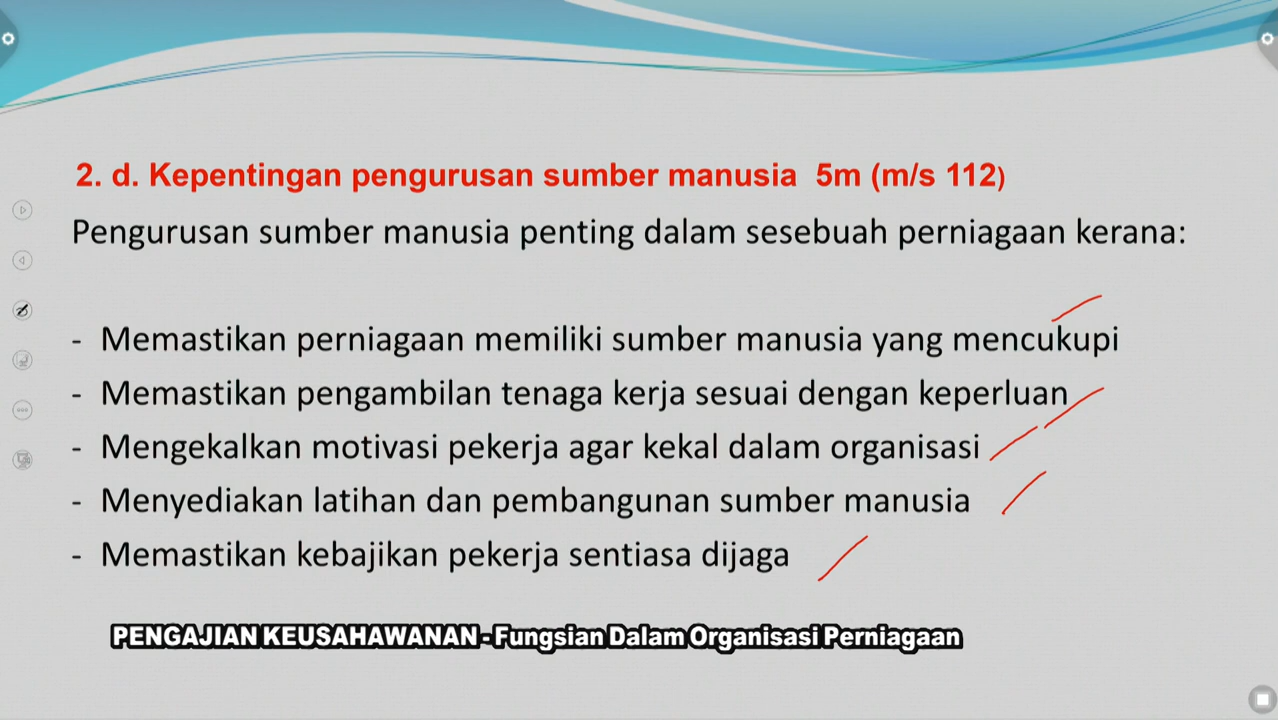 2. d. Kepentingan pengurusan sumber manusia 5m (m/s 112)
Pengurusan sumber manusia penting dalam sesebuah perniagaan kerana:
- Memastikan perniagaan memiliki sumber manusia yang mencukupi
- Memastikan pengambilan tenaga kerja sesuai dengan keperluan
- Mengekalkan motivasi pekerja agar kekal dalam organisasi
- Menyediakan latihan dan pembangunan sumber manusia
- Memastikan kebajikan pekerja sentiasa dijaga
PENGAJIAN KEUSAHAWANAN - Fungsian Dalam Organisasi Perniagaan